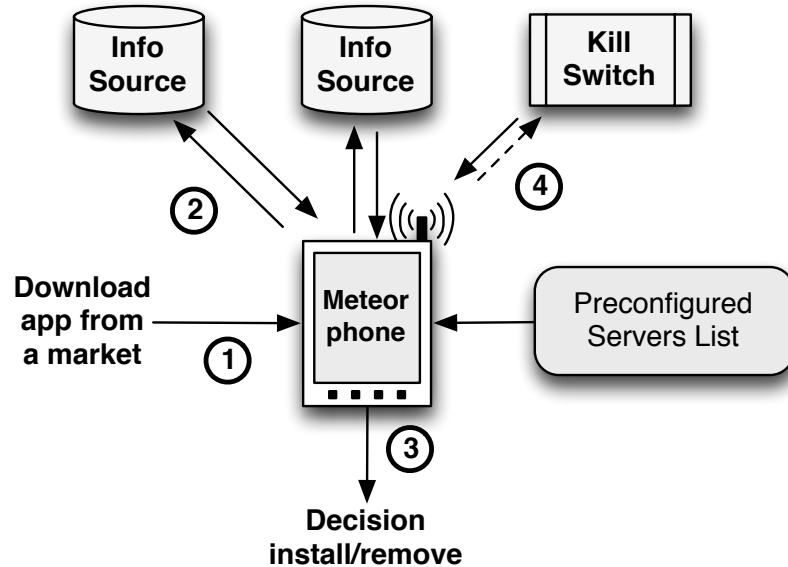 Info
Source
Info
Source
Kill
Switch
2
4
Download
app from
a market
1
Meteor
phone
Preconfigured
Servers List
3
Decision
install/remove